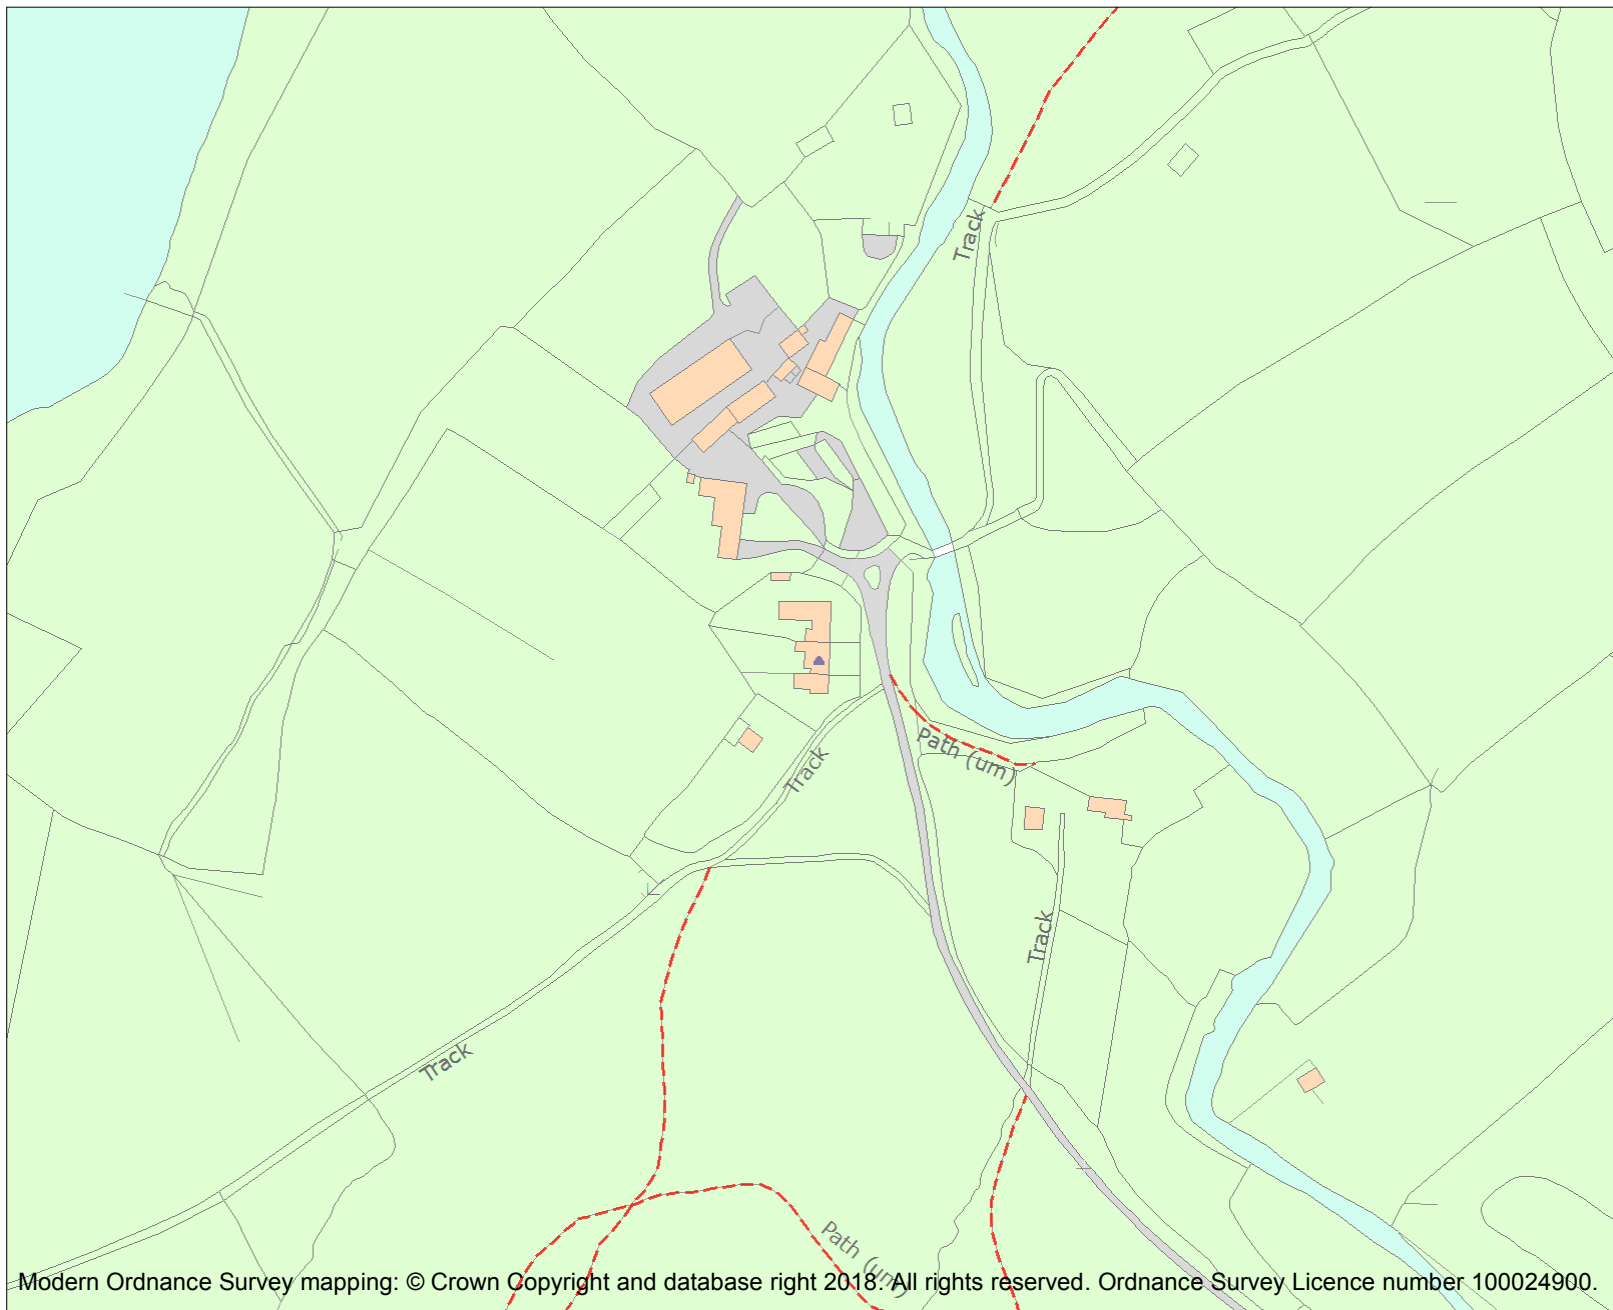 Track
Path (um)
Track
Track
Track
Path (um)
Modern Ordnance Survey mapping: © Crown Copyright and database right 2018. All rights reserved. Ordnance Survey Licence number 100024900.